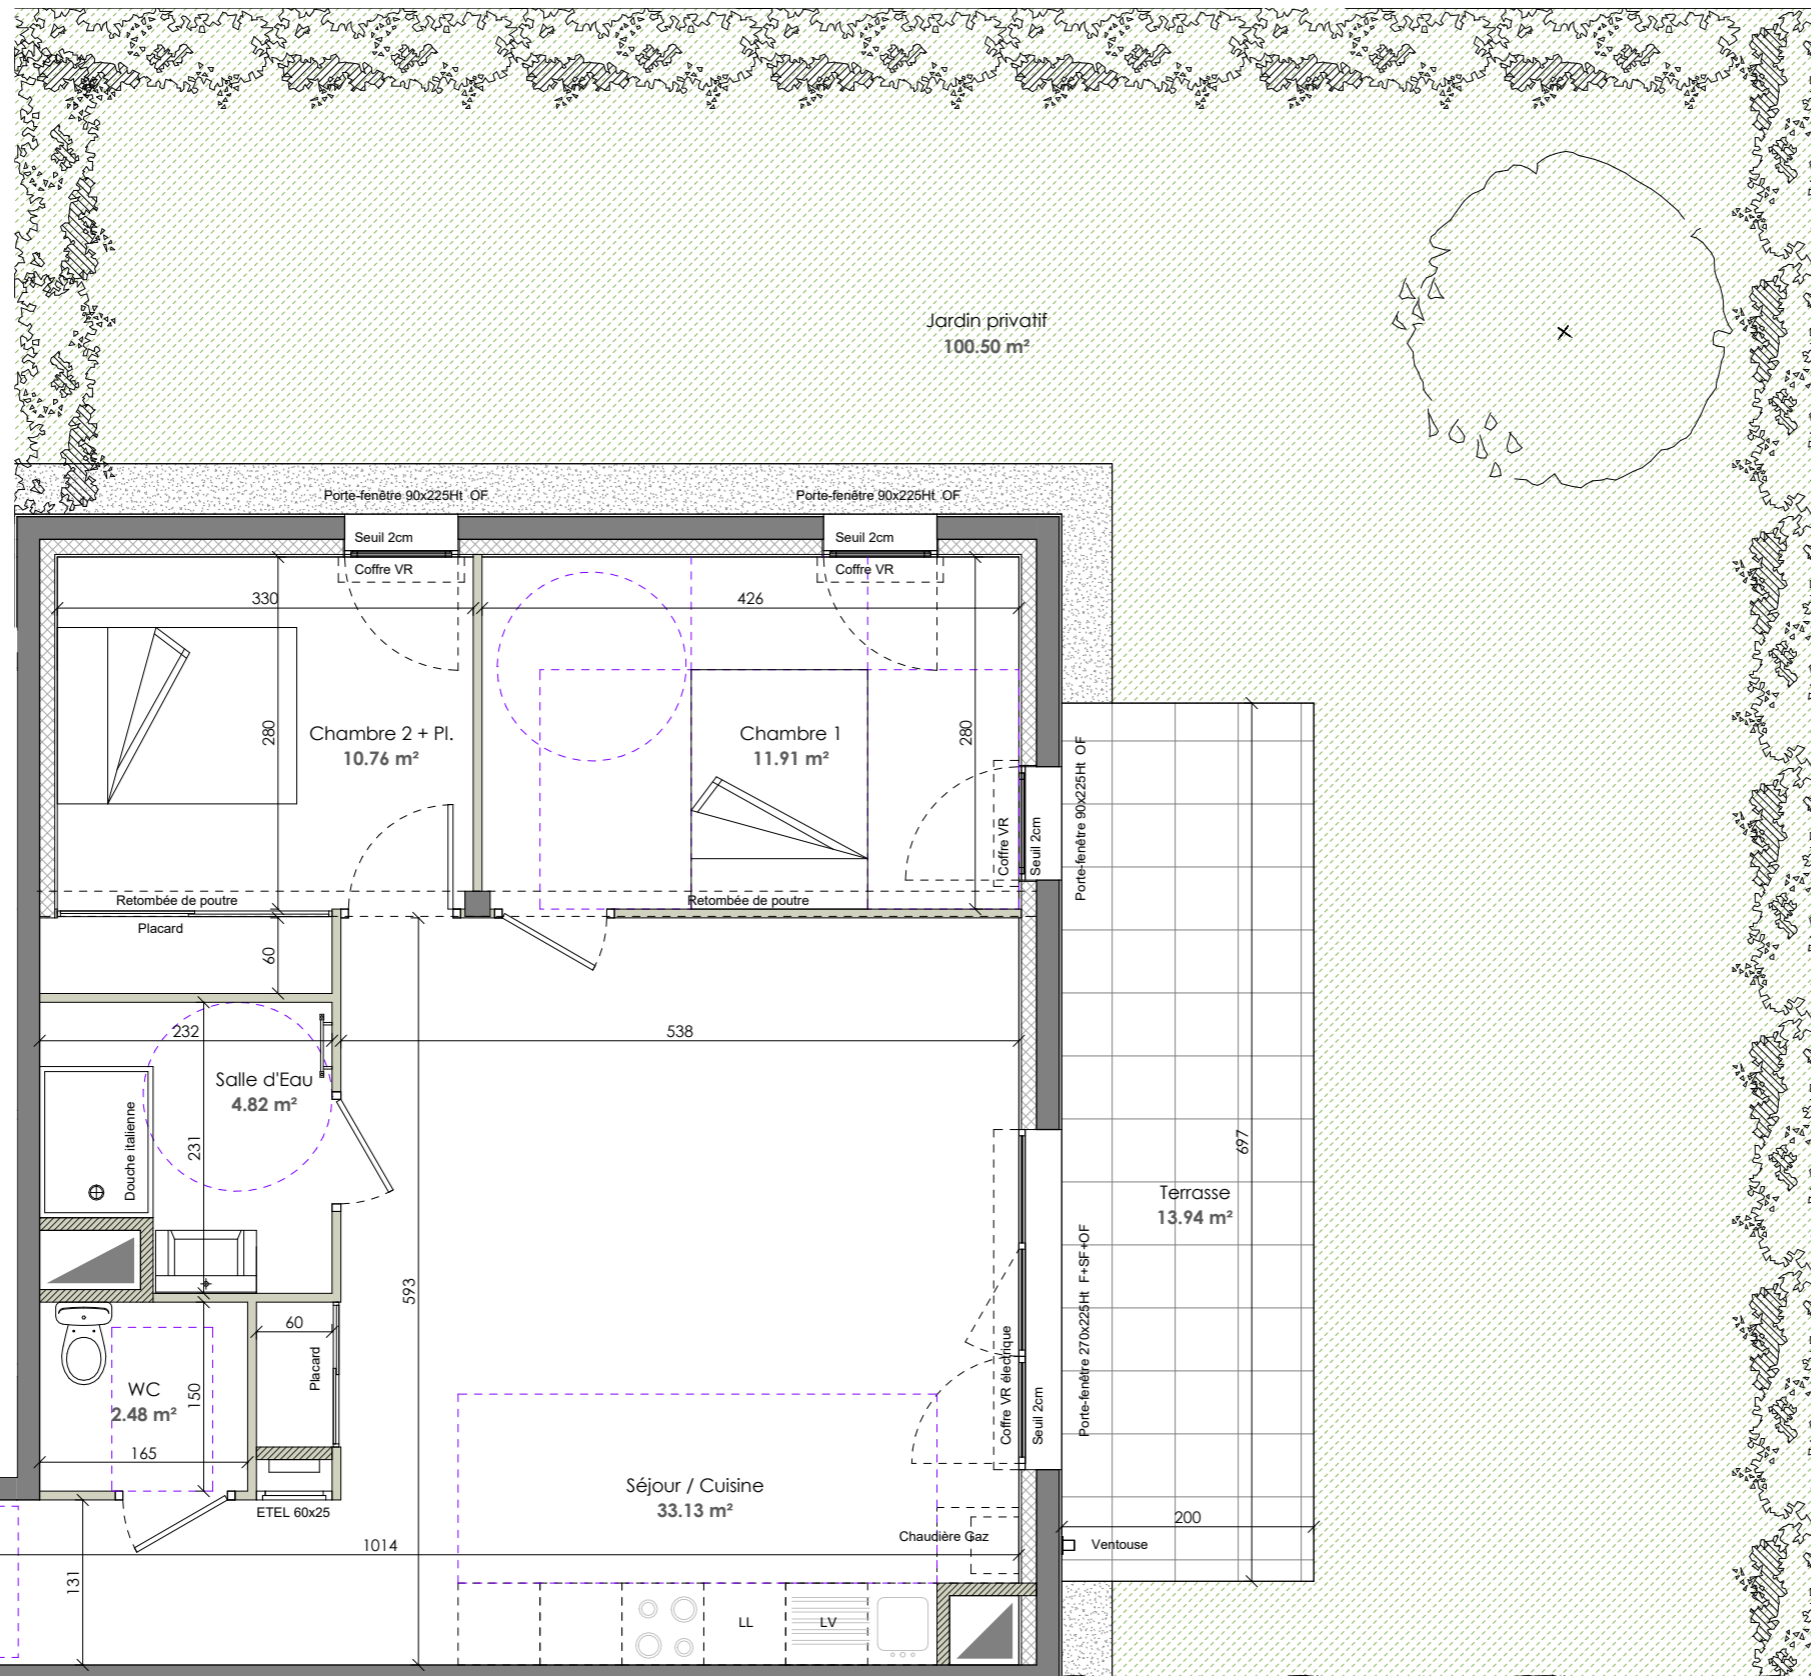 Jardin privatif
100.50 m²
Porte-fenêtre 90x225Ht OF
Porte-fenêtre 90x225Ht OF
Seuil 2cm
Seuil 2cm
Coffre VR
Coffre VR
330
426
280
280
Chambre 2 + Pl.
10.76 m²
Chambre 1
11.91 m²
Coffre VR
Seuil 2cm
Porte-fenêtre 90x225Ht OF
Retombée de poutre
Retombée de poutre
Placard
60
232
538
Salle d'Eau
4.82 m²
Douche italienne
231
697
Terrasse
13.94 m²
593
60
Placard
WC
2.48 m²
150
165
Coffre VR électrique
Seuil 2cm
Porte-fenêtre 270x225Ht F+SF+OF
Séjour / Cuisine
33.13 m²
ETEL 60x25
200
Chaudière Gaz
Ventouse
1014
131
LL
LV